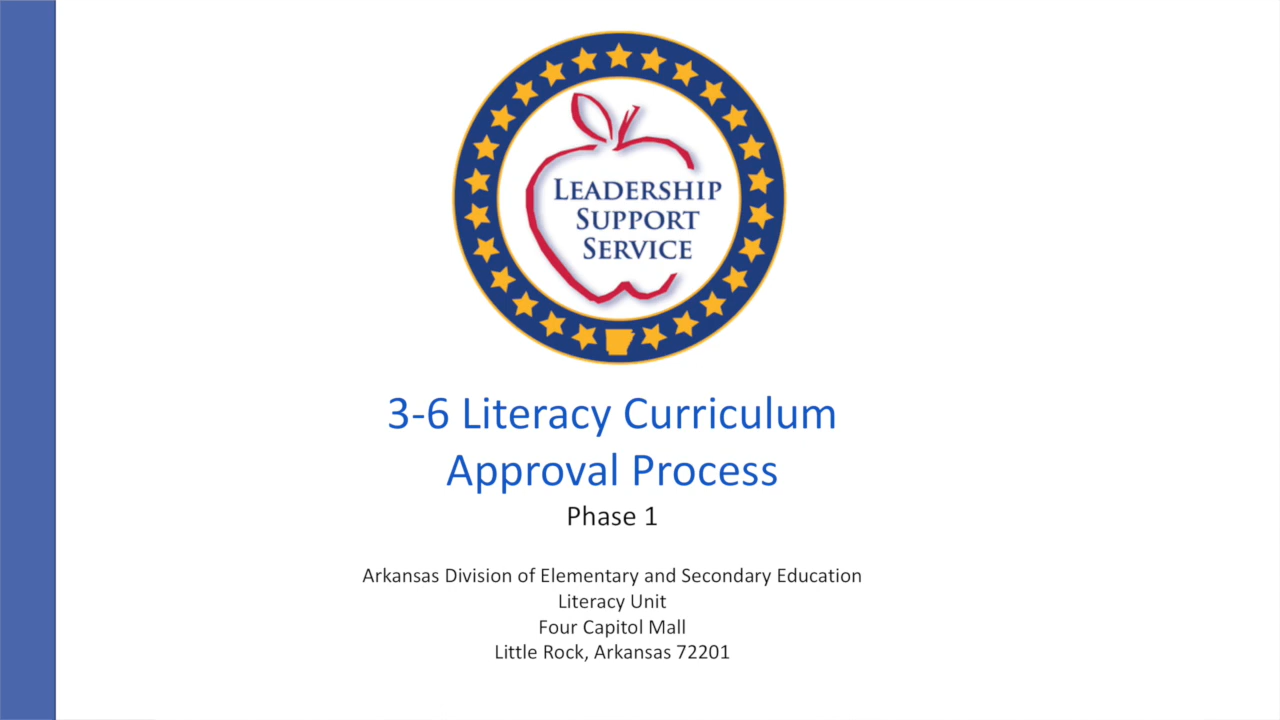 LEADERSHIP
SUPPORT
SERVICE
3-6 Literacy Curriculum
Approval Process
Phase 1
Arkansas Division of Elementary and Secondary Education
Literacy Unit
Four Capitol Mall
Little Rock, Arkansas 72201